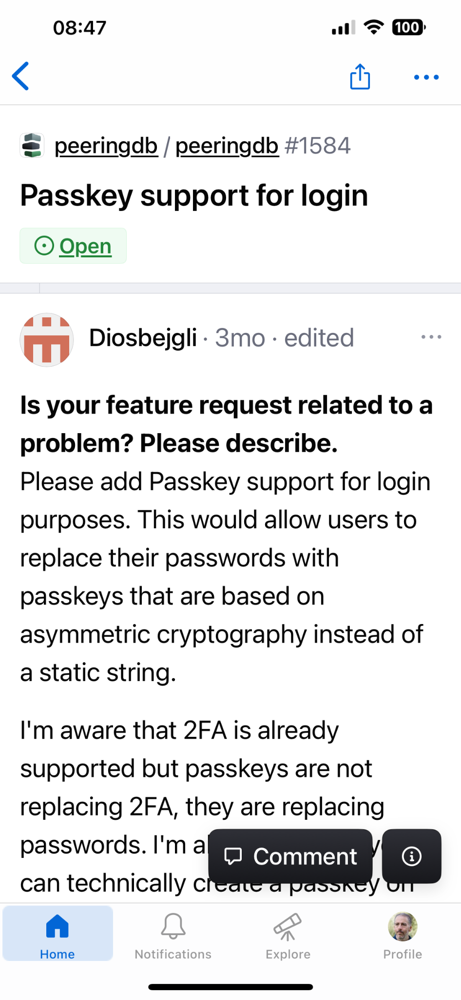 08:47
100
peeringdb / peeringdb #1584
Passkey support for login
Open
Diosbejgli · 3mo · edited
Is your feature request related to a
problem? Please describe.
Please add Passkey support for login
purposes. This would allow users to
replace their passwords with
passkeys that are based on
asymmetric cryptography instead of
a static string.
I'm aware that 2FA is already
supported but passkeys are not
replacing 2FA, they are replacing
passwords. I'm
can technically create a passkey on
Comment
Home
Notifications
Explore
Profile